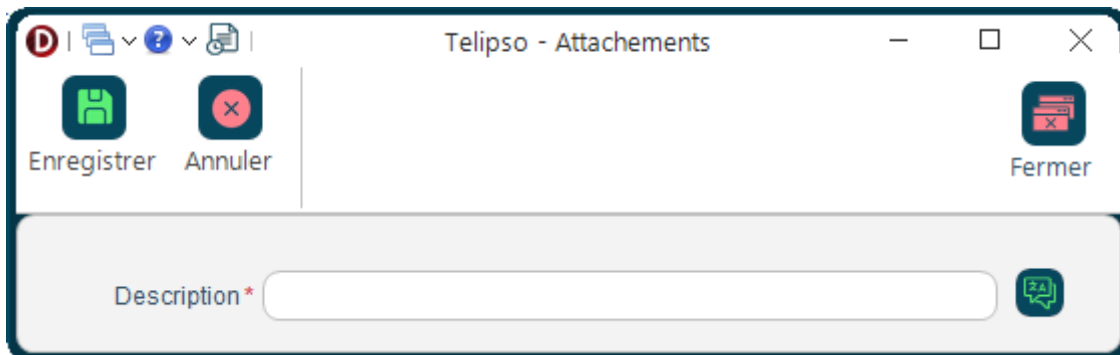 Telipso - Attachements
Enregistrer Annuler
Fermer
Description *